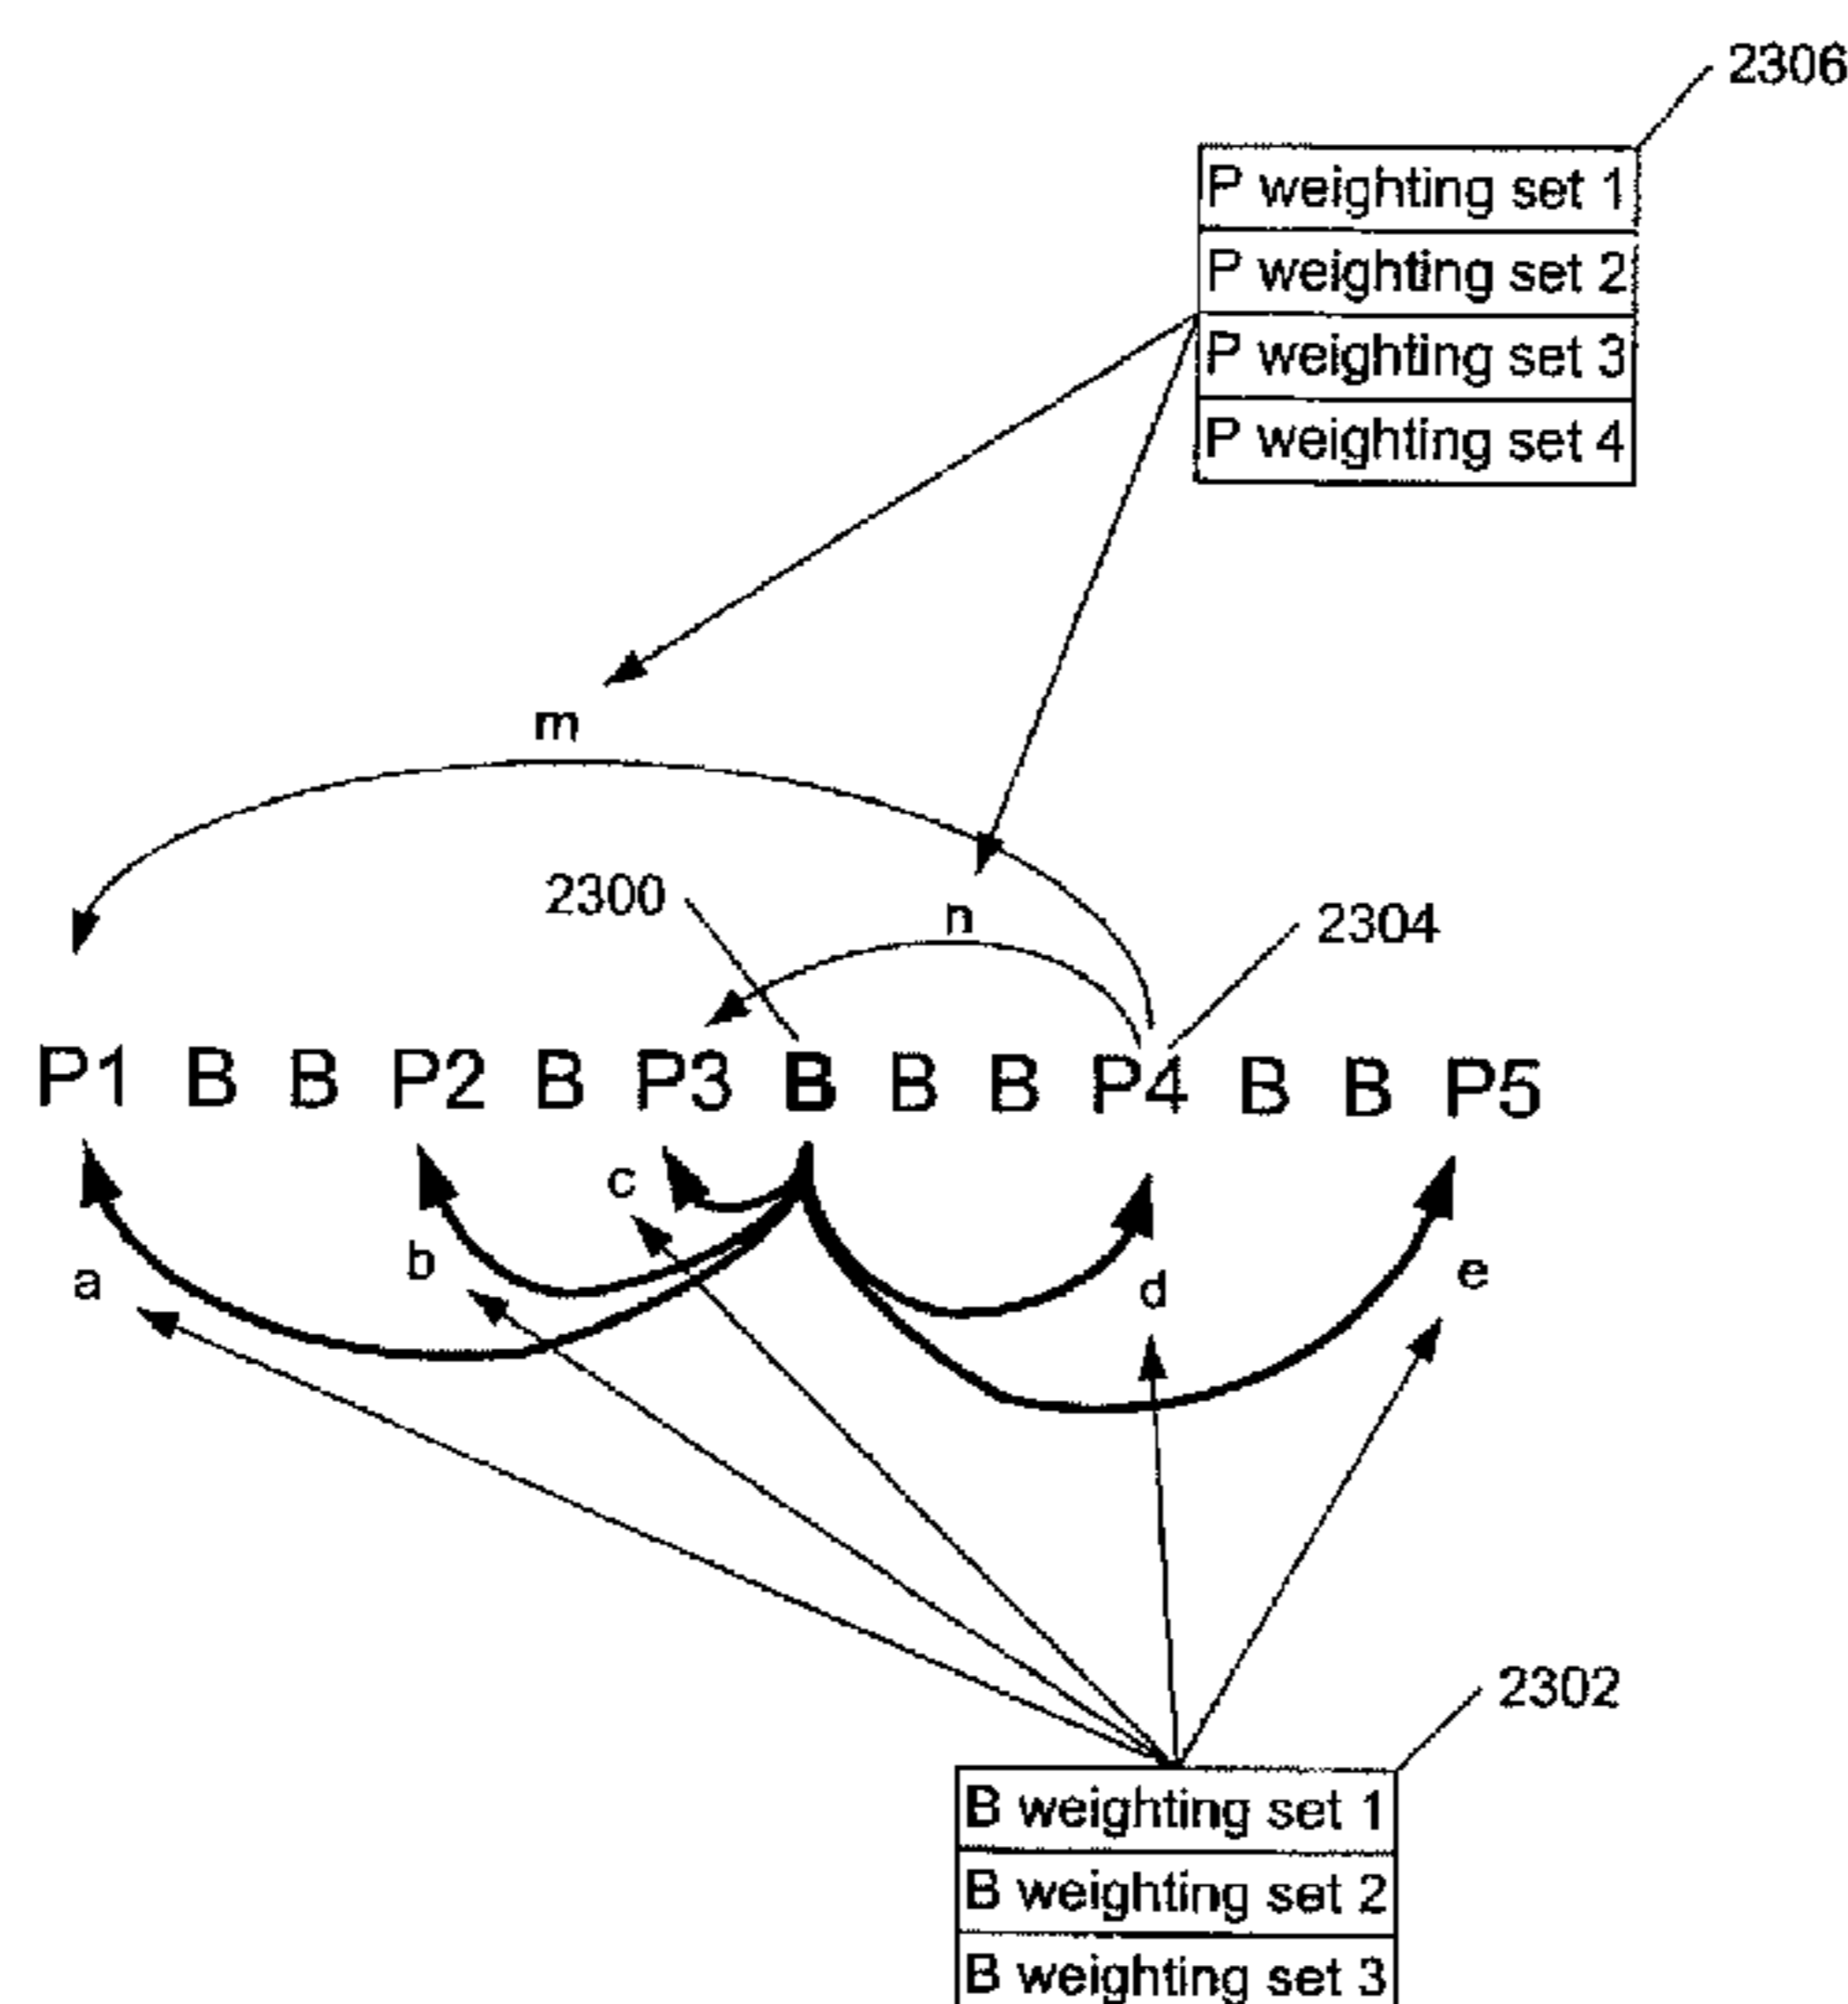 2306
P weighting set 1
P weighting set 2
P weighting set 3
P weighting set 4
m
2300
n
2304
P1 B B P2 B P3 B B B P4 B B P5
c
b
a
d
e
2302
B weighting set 1
B weighting set 2
B weighting set 3